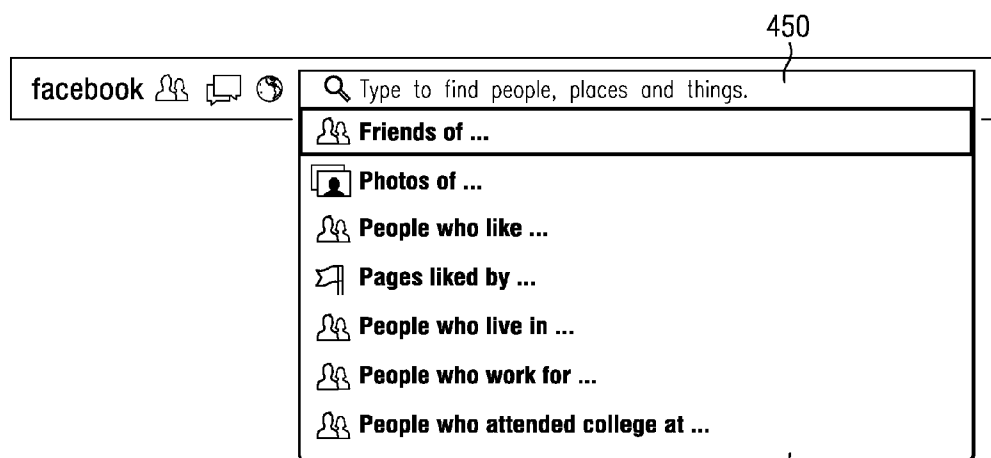 450
facebook Type to find people, places and things.
Friends of ...
Photos of ...
People who like ...
Pages liked by ...
People who live in ...
People who work for ...
People who attended college at ...